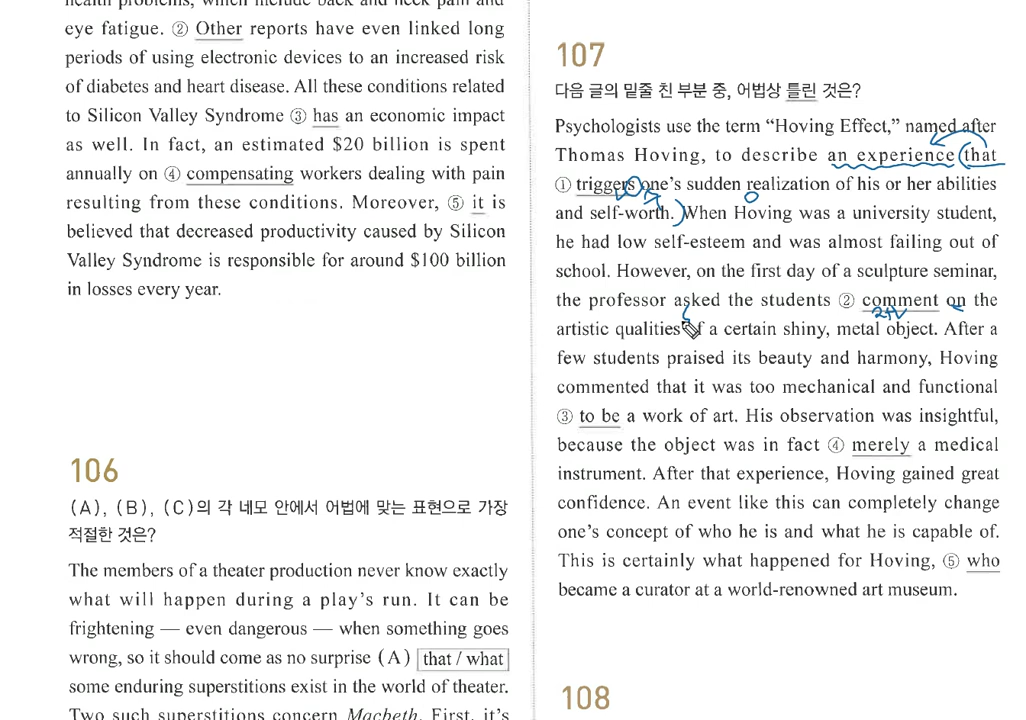 health problems, which include back and neck pain and
eye fatigue. ② Other reports have even linked long
periods of using electronic devices to an increased risk
of diabetes and heart disease. All these conditions related
to Silicon Valley Syndrome ③ has an economic impact
as well. In fact, an estimated $20 billion is spent
annually on ④ compensating workers dealing with pain
resulting from these conditions. Moreover, ⑤ it is
believed that decreased productivity caused by Silicon
Valley Syndrome is responsible for around $100 billion
in losses every year.
106
(A), (B), (C)의 각 네모 안에서 어법에 맞는 표현으로 가장
적절한 것은?
The members of a theater production never know exactly
what will happen during a play's run. It can be
frightening — even dangerous — when something goes
wrong, so it should come as no surprise (A) that / what
some enduring superstitions exist in the world of theater.
Two such superstitions concern Macbeth. First, it's
107
다음 글의 밑줄 친 부분 중, 어법상 틀린 것은?
Psychologists use the term “Hoving Effect,” named after
Thomas Hoving, to describe an experience that
① triggers one's sudden realization of his or her abilities
and self-worth. When Hoving was a university student,
he had low self-esteem and was almost failing out of
school. However, on the first day of a sculpture seminar,
the professor asked the students ② comment on the
artistic qualities of a certain shiny, metal object. After a
few students praised its beauty and harmony, Hoving
commented that it was too mechanical and functional
③ to be a work of art. His observation was insightful,
because the object was in fact ④ merely a medical
instrument. After that experience, Hoving gained great
confidence. An event like this can completely change
one's concept of who he is and what he is capable of.
This is certainly what happened for Hoving, ⑤ who
became a curator at a world-renowned art museum.
108